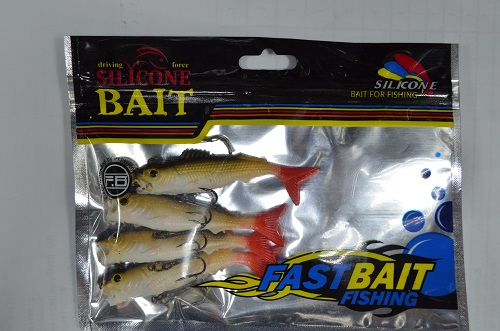 driving force
SILICONE
BAIT
SILICONE
BAIT FOR FISHING
FB
FASTBAIT
FISHING